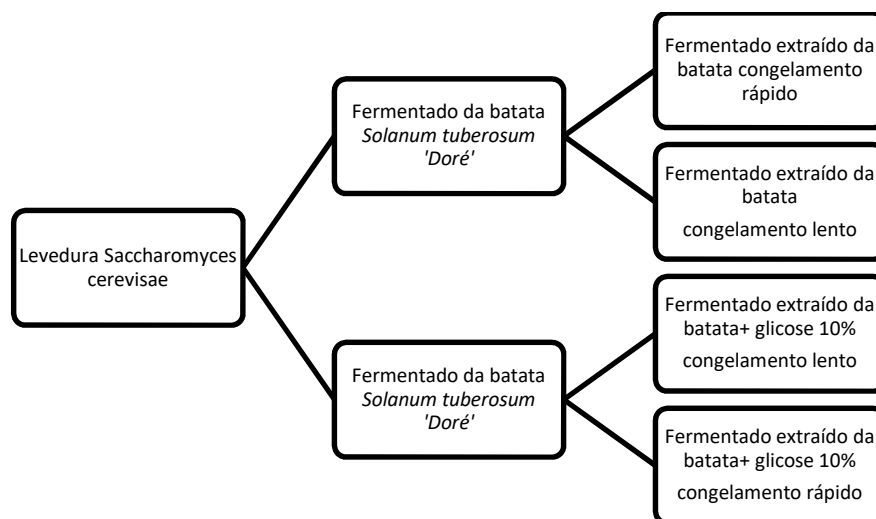 Levedura Saccharomyces
cerevisae
Fermentado da batata
Solanum tuberosum
'Doré'
Fermentado extraído da
batata congelamento
rápido
Fermentado extraído da
batata
congelamento lento
Fermentado da batata
Solanum tuberosum
'Doré'
Fermentado extraído da
batata+ glicose 10%
congelamento lento
Fermentado extraído da
batata+ glicose 10%
congelamento rápido